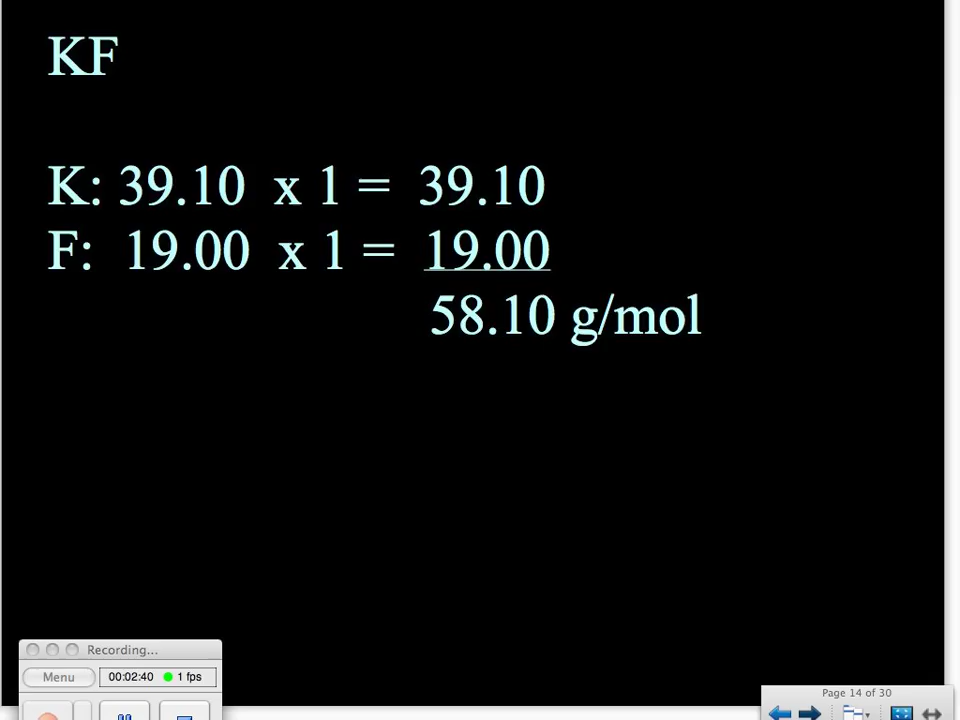 KF
K: 39.10 x 1 = 39.10
F: 19.00 x 1 = 19.00
58.10 g/mol
Recording...
Menu
00:02:40
1 fps
Page 14 of 30